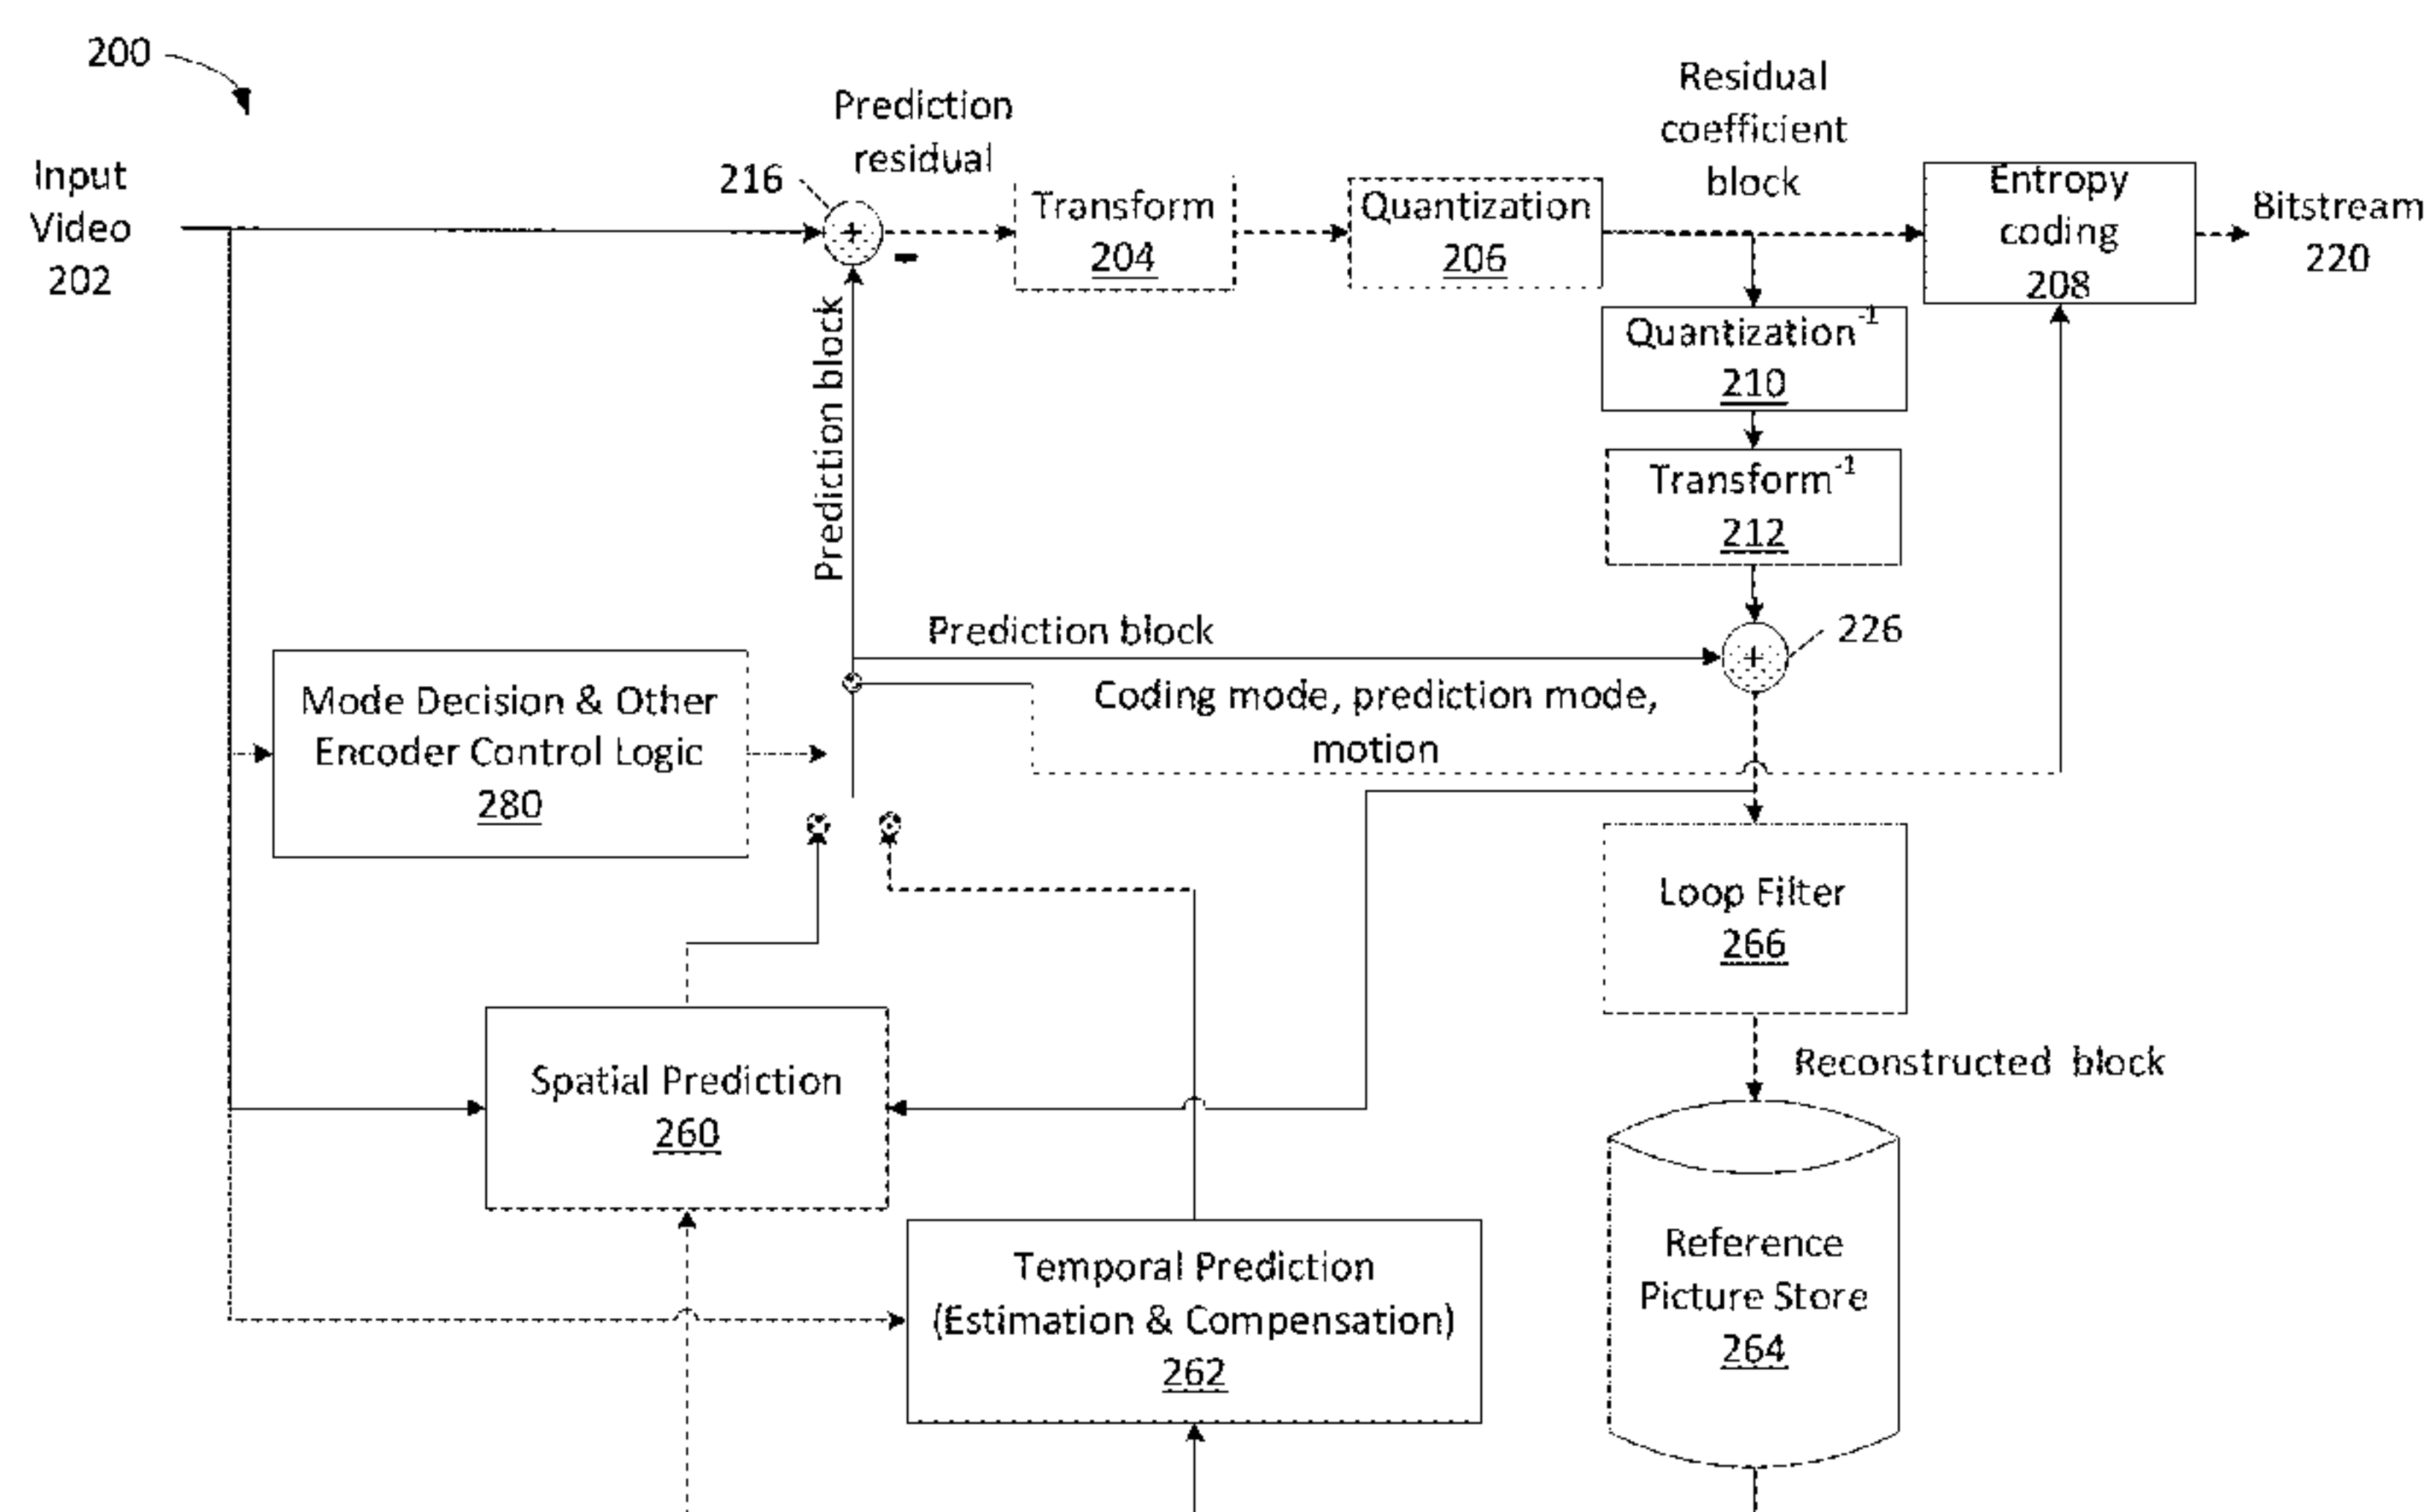 200
Input
Video
202
216
Prediction
residual
Transform
204
Quantization
206
Residual
coefficient
block
Entropy
coding
208
Bitstream
220
Quantization-1
210
Transform-1
212
Prediction block
Prediction block
226
Coding mode, prediction mode,
motion
Mode Decision & Other
Encoder Control Logic
280
Loop Filter
266
Reconstructed block
Spatial Prediction
260
Temporal Prediction
(Estimation & Compensation)
262
Reference
Picture Store
264